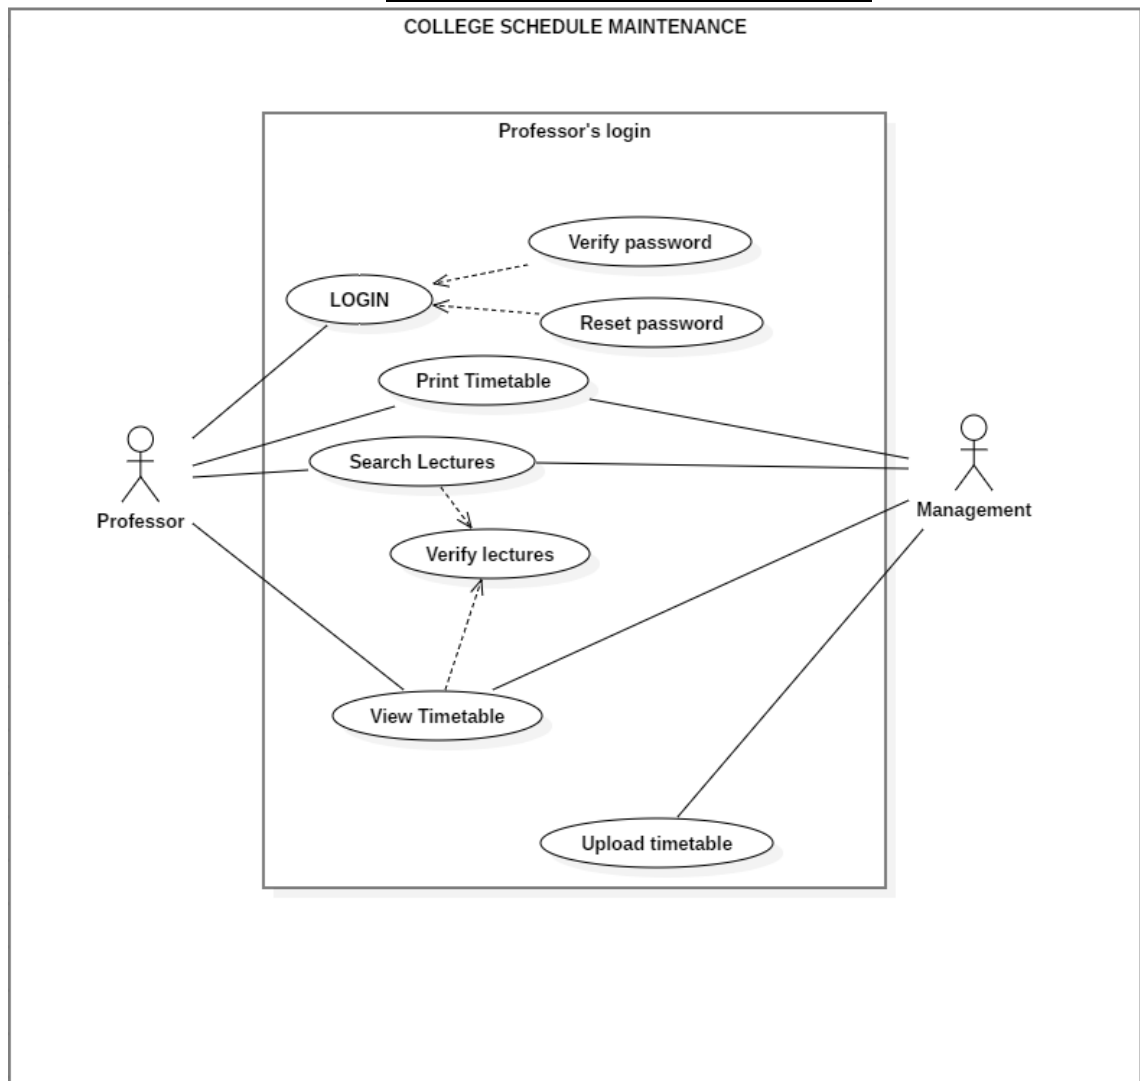 COLLEGE SCHEDULE MAINTENANCE
Professor's login
Verify password
LOGIN
Reset password
Print Timetable
Search Lectures
Professor
Management
Verify lectures
View Timetable
Upload timetable